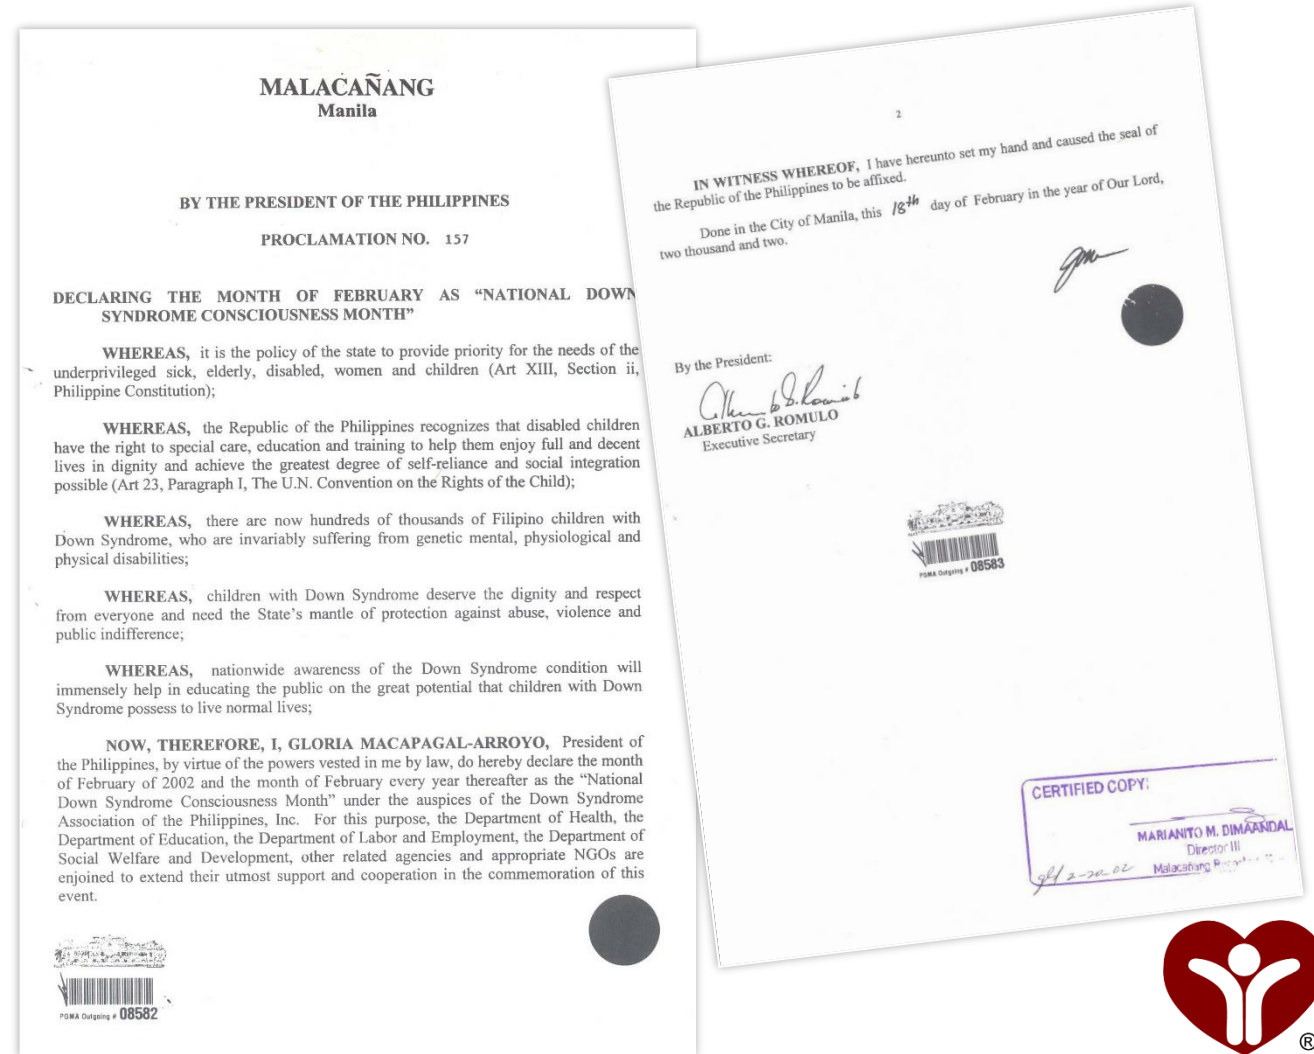 MALACAÑANG
Manila
BY THE PRESIDENT OF THE PHILIPPINES
PROCLAMATION NO. 157
DECLARING THE MONTH OF FEBRUARY AS “NATIONAL DOWN
SYNDROME CONSCIOUSNESS MONTH”
WHEREAS, it is the policy of the state to provide priority for the needs of the
underprivileged sick, elderly, disabled, women and children (Art XIII, Section ii,
Philippine Constitution);
WHEREAS, the Republic of the Philippines recognizes that disabled children
have the right to special care, education and training to help them enjoy full and decent
lives in dignity and achieve the greatest degree of self-reliance and social integration
possible (Art 23, Paragraph I, The U.N. Convention on the Rights of the Child);
WHEREAS, there are now hundreds of thousands of Filipino children with
Down Syndrome, who are invariably suffering from genetic mental, physiological and
physical disabilities;
WHEREAS, children with Down Syndrome deserve the dignity and respect
from everyone and need the State’s mantle of protection against abuse, violence and
public indifference;
WHEREAS, nationwide awareness of the Down Syndrome condition will
immensely help in educating the public on the great potential that children with Down
Syndrome possess to live normal lives;
NOW, THEREFORE, I, GLORIA MACAPAGAL-ARROYO, President of
the Philippines, by virtue of the powers vested in me by law, do hereby declare the month
of February of 2002 and the month of February every year thereafter as the “National
Down Syndrome Consciousness Month” under the auspices of the Down Syndrome
Association of the Philippines, Inc. For this purpose, the Department of Health, the
Department of Education, the Department of Labor and Employment, the Department of
Social Welfare and Development, other related agencies and appropriate NGOs are
enjoined to extend their utmost support and cooperation in the commemoration of this
event.
PGMA Outgoing # 08582
2
IN WITNESS WHEREOF, I have hereunto set my hand and caused the seal of
the Republic of the Philippines to be affixed.
Done in the City of Manila, this 18th day of February in the year of Our Lord,
two thousand and two.
By the President:
ALBERTO G. ROMULO
Executive Secretary
PGMA Outgoing # 08583
CERTIFIED COPY:
MARIANITO M. DIMAANDAL
Director III
Malacañang
2-20-02
®